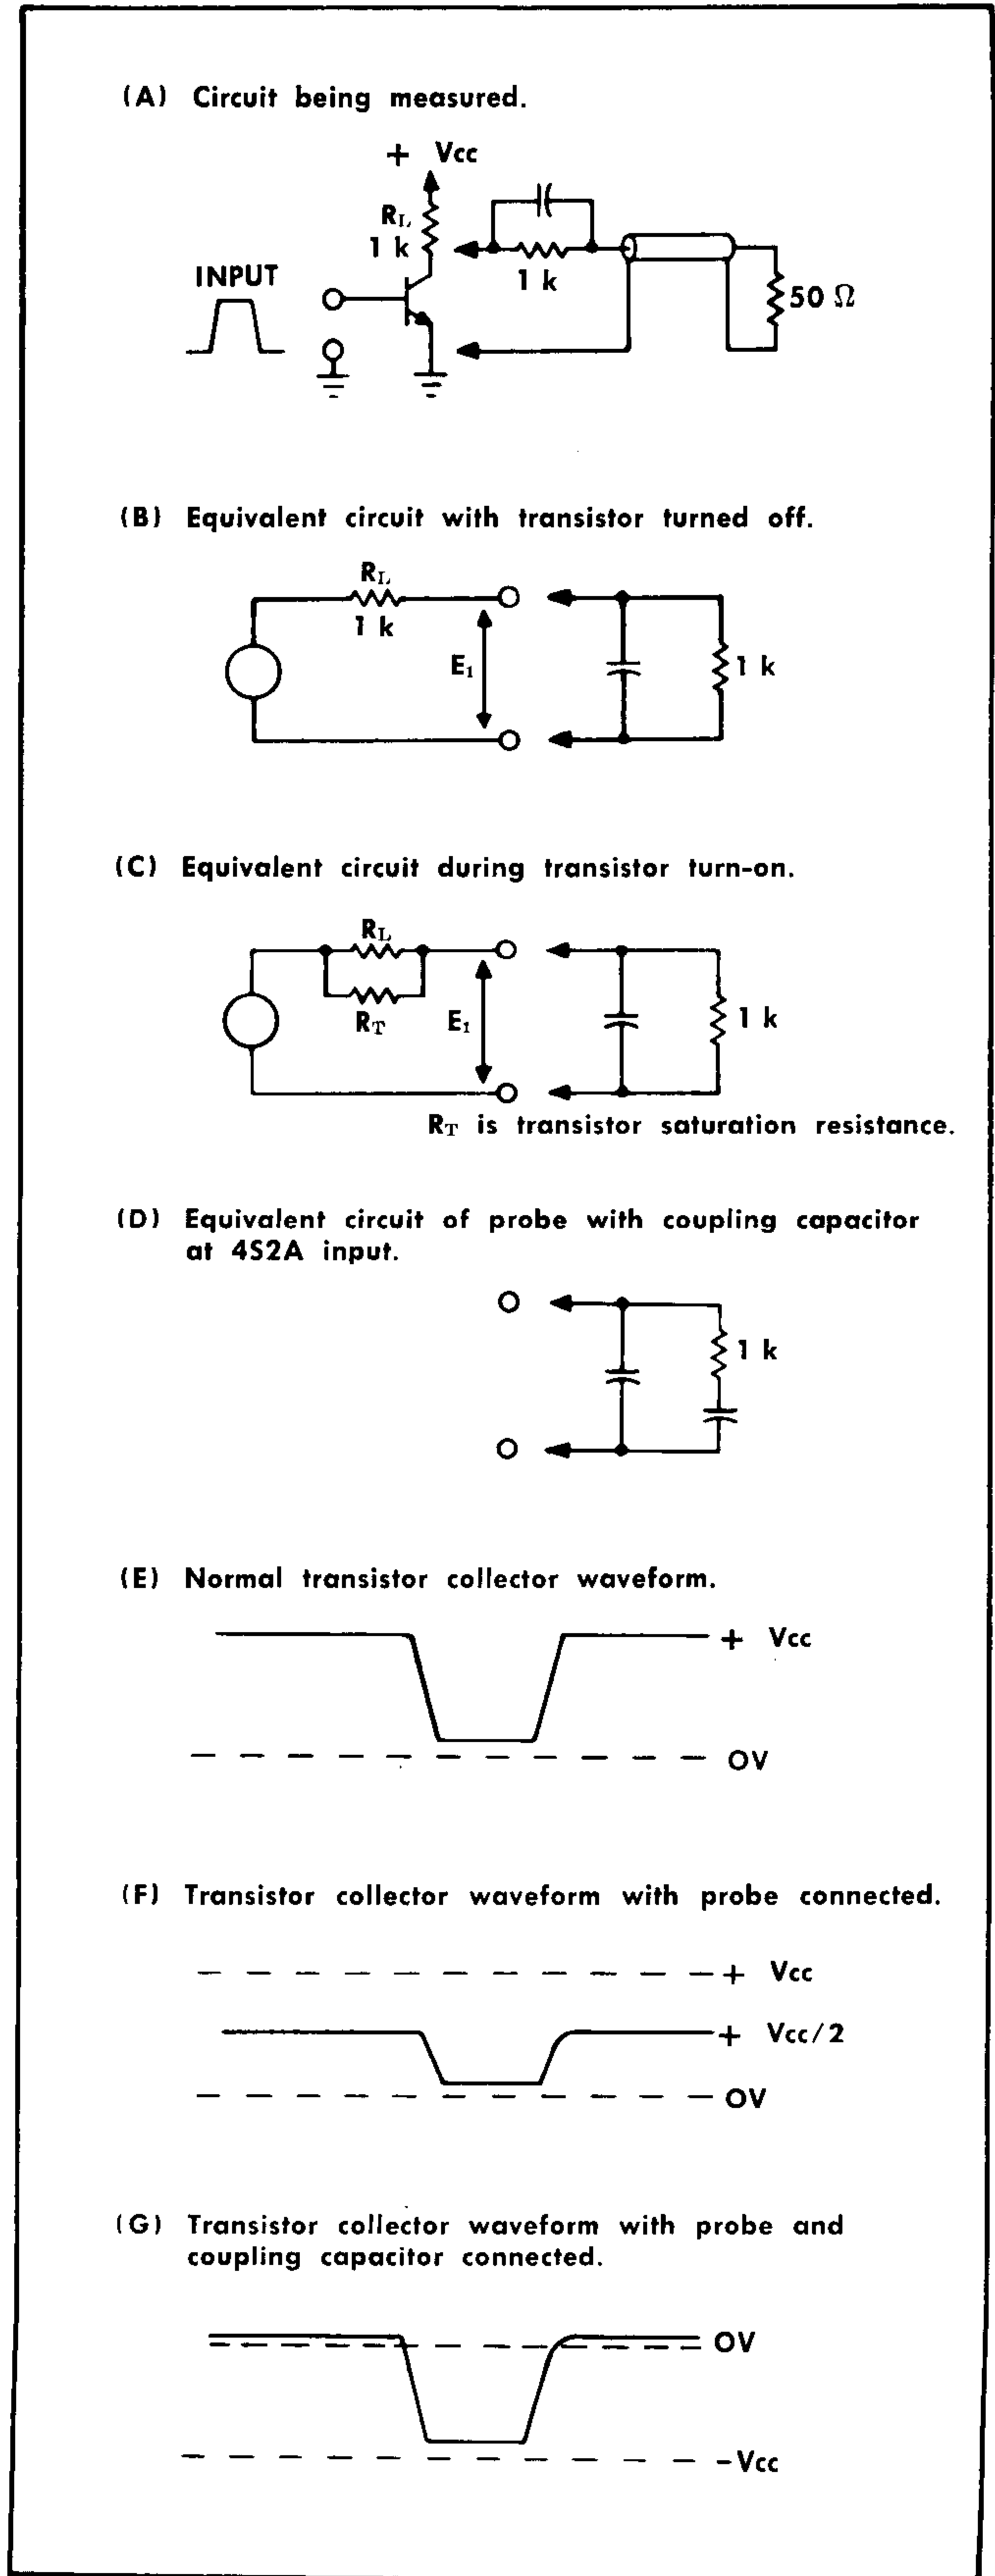 (A) Circuit being measured.
+ Vcc
RL
1 k
1 k
INPUT
50 Ω
(B) Equivalent circuit with transistor turned off.
RL
1 k
E1
1 k
(C) Equivalent circuit during transistor turn-on.
RL
RT
E1
1 k
RT is transistor saturation resistance.
(D) Equivalent circuit of probe with coupling capacitor
at 4S2A input.
1 k
(E) Normal transistor collector waveform.
+ Vcc
OV
(F) Transistor collector waveform with probe connected.
+ Vcc
+ Vcc/2
OV
(G) Transistor collector waveform with probe and
coupling capacitor connected.
OV
-Vcc